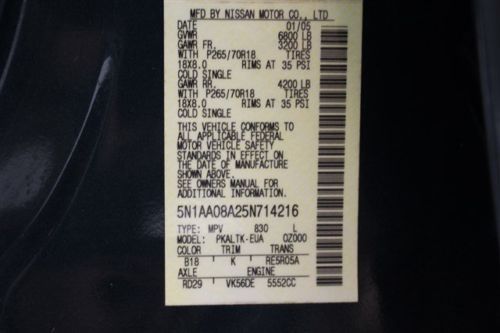 MFD BY NISSAN MOTOR CO., LTD
DATE 01/05
GVWR 6800 LB
GAWR FR. 3200 LB
WITH P265/70R18 TIRES
18X8.0 RIMS AT 35 PSI
COLD SINGLE
GAWR RR. 4200 LB
WITH P265/70R18 TIRES
18X8.0 RIMS AT 35 PSI
COLD SINGLE
THIS VEHICLE CONFORMS TO
ALL APPLICABLE FEDERAL
MOTOR VEHICLE SAFETY
STANDARDS IN EFFECT ON
THE DATE OF MANUFACTURE
SHOWN ABOVE.
SEE OWNERS MANUAL FOR
ADDITIONAL INFORMATION.
5N1AA08A25N714216
TYPE: MPV 830 L
MODEL: PKALTK-EUA 0Z000
COLOR TRIM TRANS
B18 K RE5R05A
AXLE ENGINE
RD29 VK56DE 5552CC